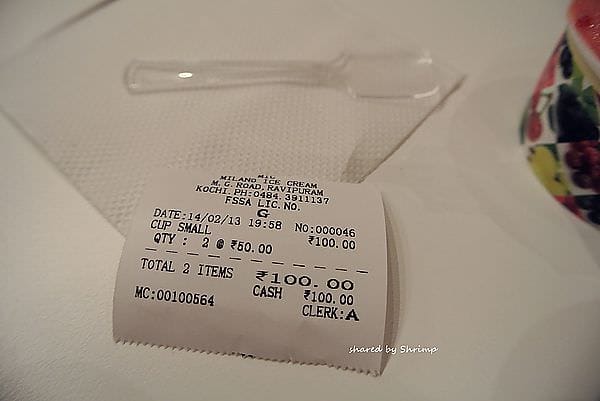 MIL
MILANO ICE CREAM
M. G. ROAD, RAVIPURAM
KOCHI. PH:0484.3911137
FSSA LIC. NO.
G
DATE:14/02/13 19:58 NO:000046
CUP SMALL ₹100.00
QTY : 2 @ ₹50.00
TOTAL 2 ITEMS ₹100.00
CASH ₹100.00
MC:00100564 CLERK:A
shared by Shrimp